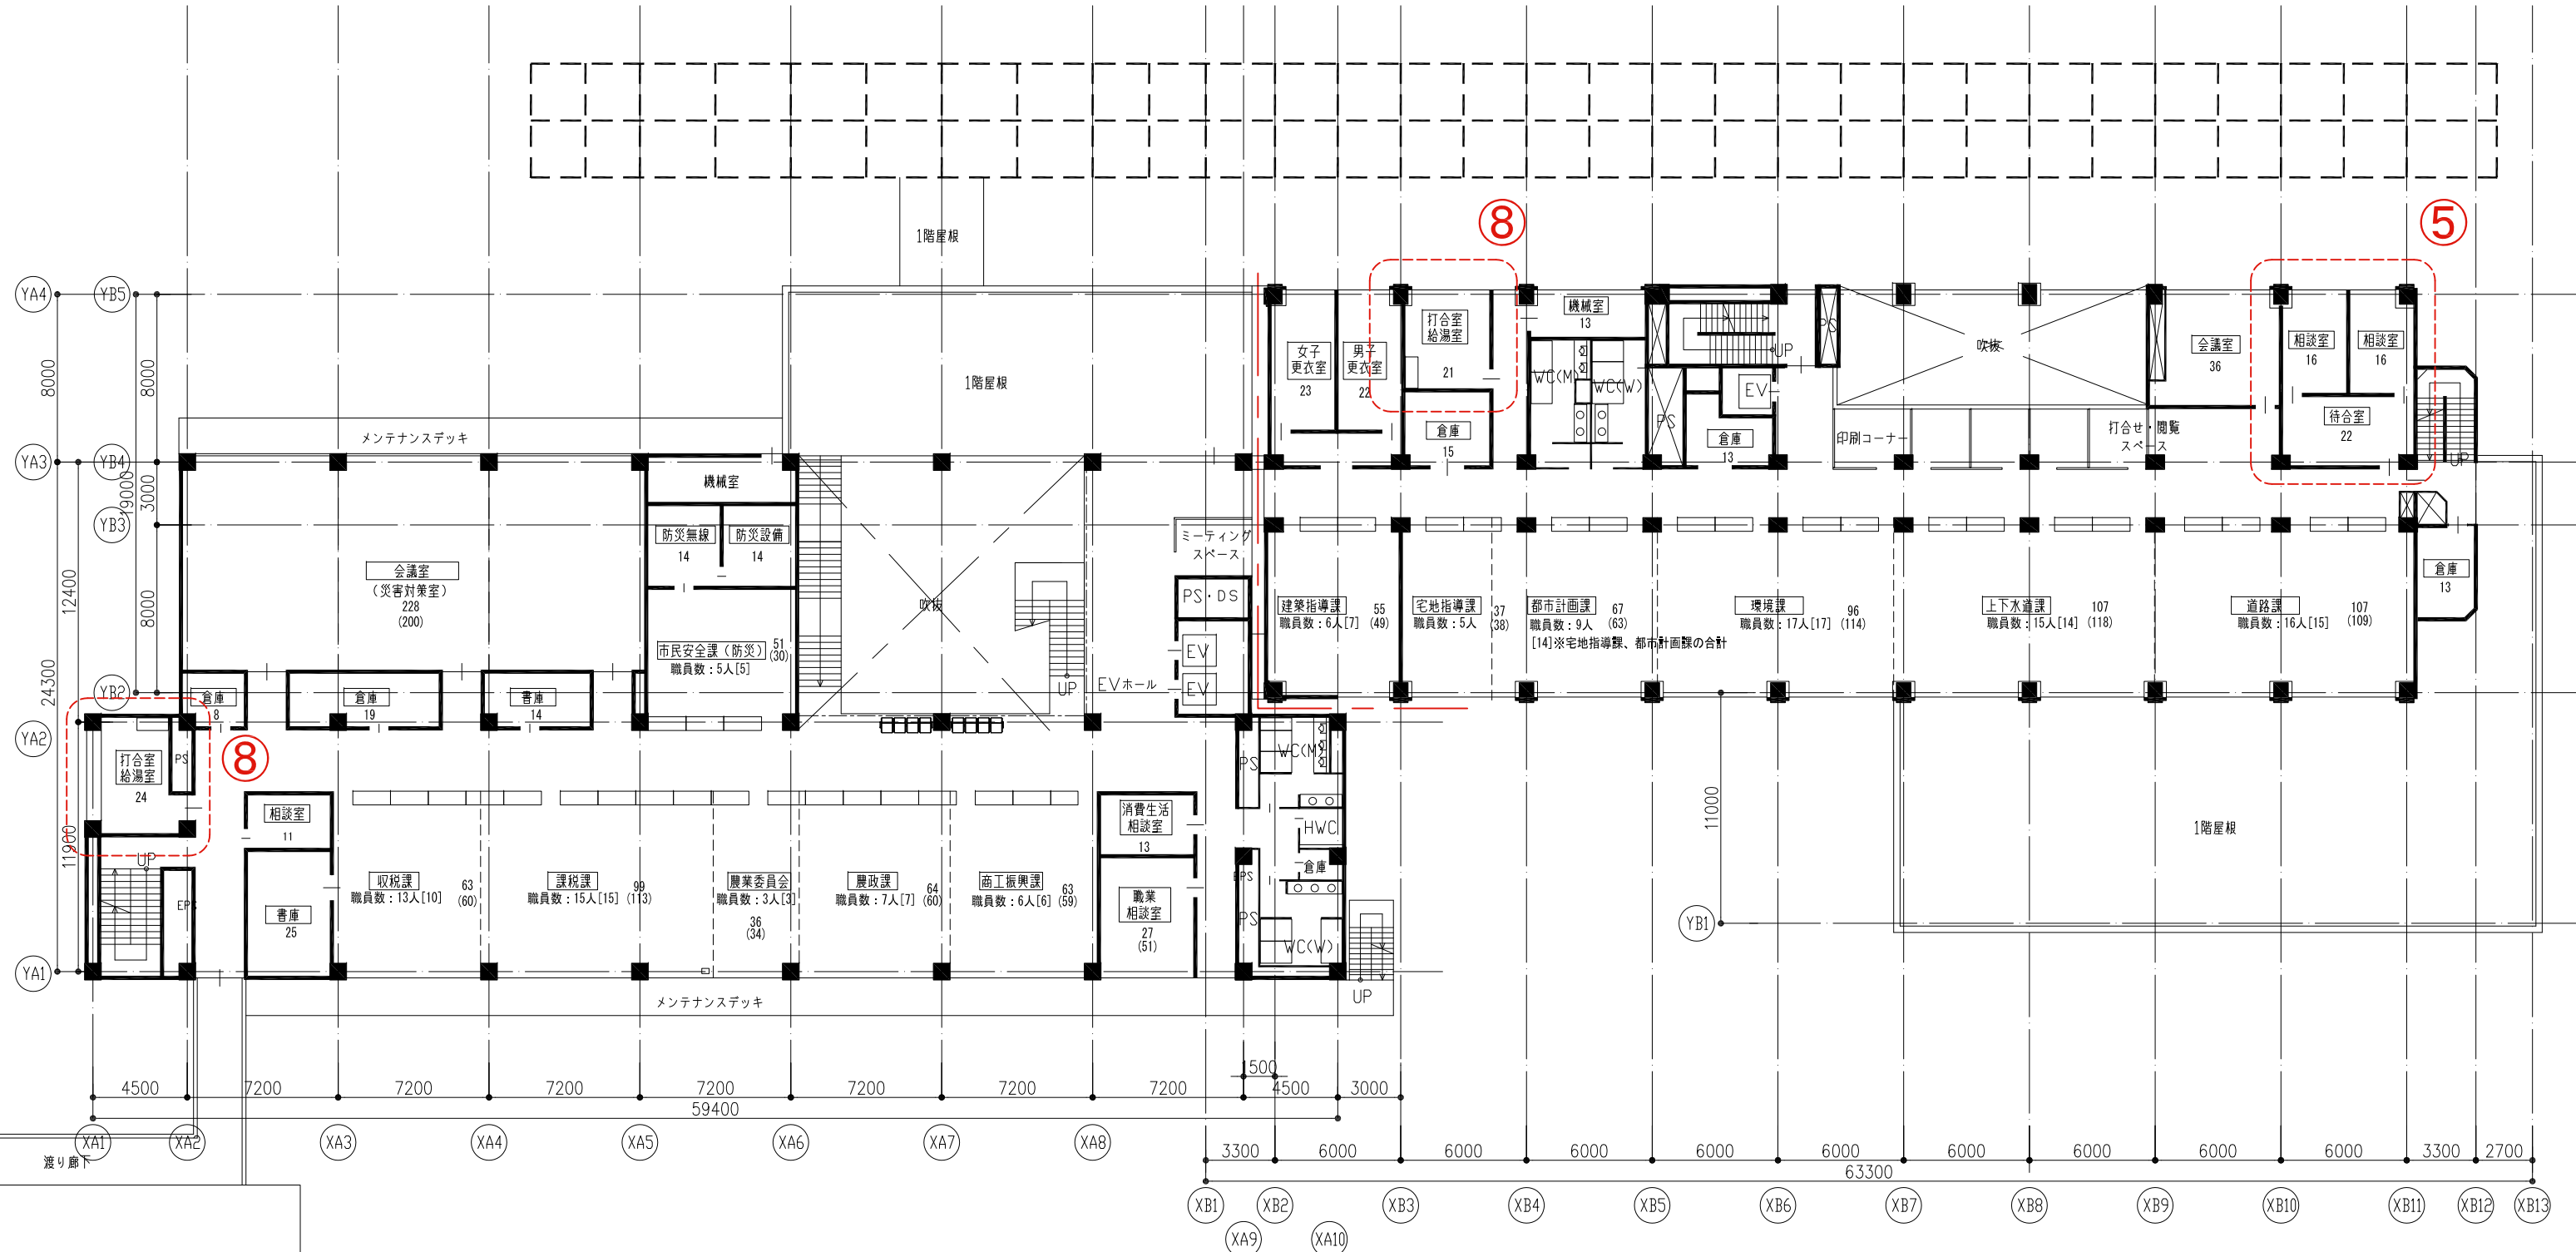 1階屋根
⑧
⑤
YA4
YB5
8000
8000
1階屋根
女子
更衣室
23
男子
更衣室
22
打合室
給湯室
21
機械室
13
WC(M)
WC(W)
UP
PS
EV
PS
吹抜
会議室
36
相談室
16
相談室
16
メンテナンスデッキ
倉庫
15
倉庫
13
印刷コーナー
打合せ・閲覧
スペース
待合室
22
UP
YA3
YB4
19000
3000
YB3
機械室
防災無線
14
防災設備
14
ミーティング
スペース
会議室
(災害対策室)
228
(200)
12400
8000
24300
吹抜
PS・DS
倉庫
13
建築指導課
職員数：6人[7]
55
(49)
宅地指導課
職員数：5人
37
(38)
都市計画課
職員数：9人
67
(63)
[14]※宅地指導課、都市計画課の合計
環境課
職員数：17人[17]
96
(114)
上下水道課
職員数：15人[14]
107
(118)
道路課
職員数：16人[15]
107
(109)
市民安全課(防災)
職員数：5人[5]
51
(30)
EV
EV
EVホール
UP
YB2
倉庫
8
倉庫
19
書庫
14
YA2
⑧
打合室
給湯室
24
PS
11900
UP
EPS
相談室
11
書庫
25
収税課
職員数：13人[10]
63
(60)
課税課
職員数：15人[15]
99
(113)
農業委員会
職員数：3人[3]
36
(34)
農政課
職員数：7人[7]
64
(60)
商工振興課
職員数：6人[6]
63
(59)
消費生活
相談室
13
職業
相談室
27
(51)
PS
WC(M)
HWC
倉庫
EPS
PS
WC(W)
UP
11000
1階屋根
YB1
YA1
メンテナンスデッキ
4500
7200
7200
7200
7200
7200
7200
7200
1500
4500
3000
59400
XA1
XA2
XA3
XA4
XA5
XA6
XA7
XA8
渡り廊下
3300
6000
6000
6000
6000
6000
6000
6000
6000
6000
3300
2700
63300
XB1
XB2
XB3
XB4
XB5
XB6
XB7
XB8
XB9
XB10
XB11
XB12
XB13
XA9
XA10